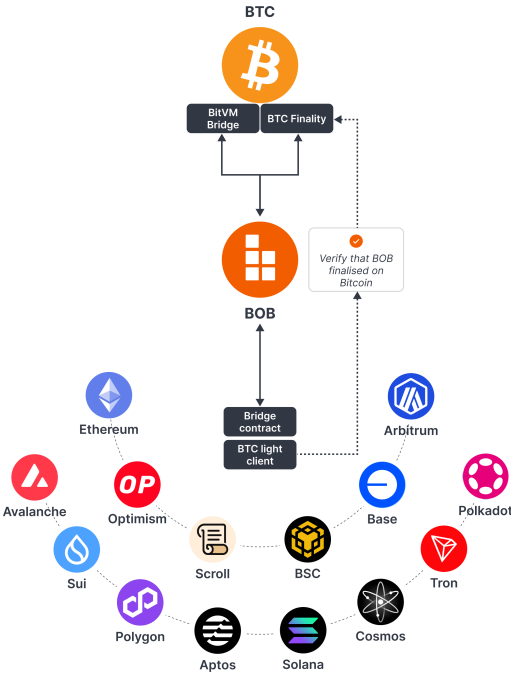 BTC
BitVM
Bridge
BTC Finality
Verify that BOB
finalised on
Bitcoin
BOB
Bridge
contract
BTC light
client
Ethereum
Arbitrum
OP
Optimism
Base
Avalanche
Polkadot
Scroll
BSC
Sui
Tron
Polygon
Cosmos
Aptos
Solana